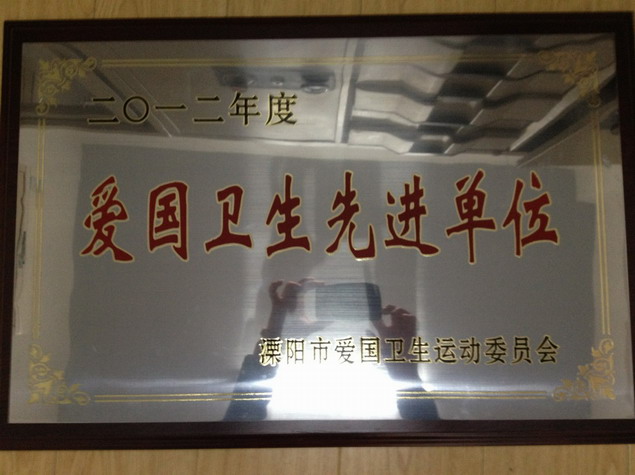 二〇一二年度
爱国卫生先进单位
溧阳市爱国卫生运动委员会